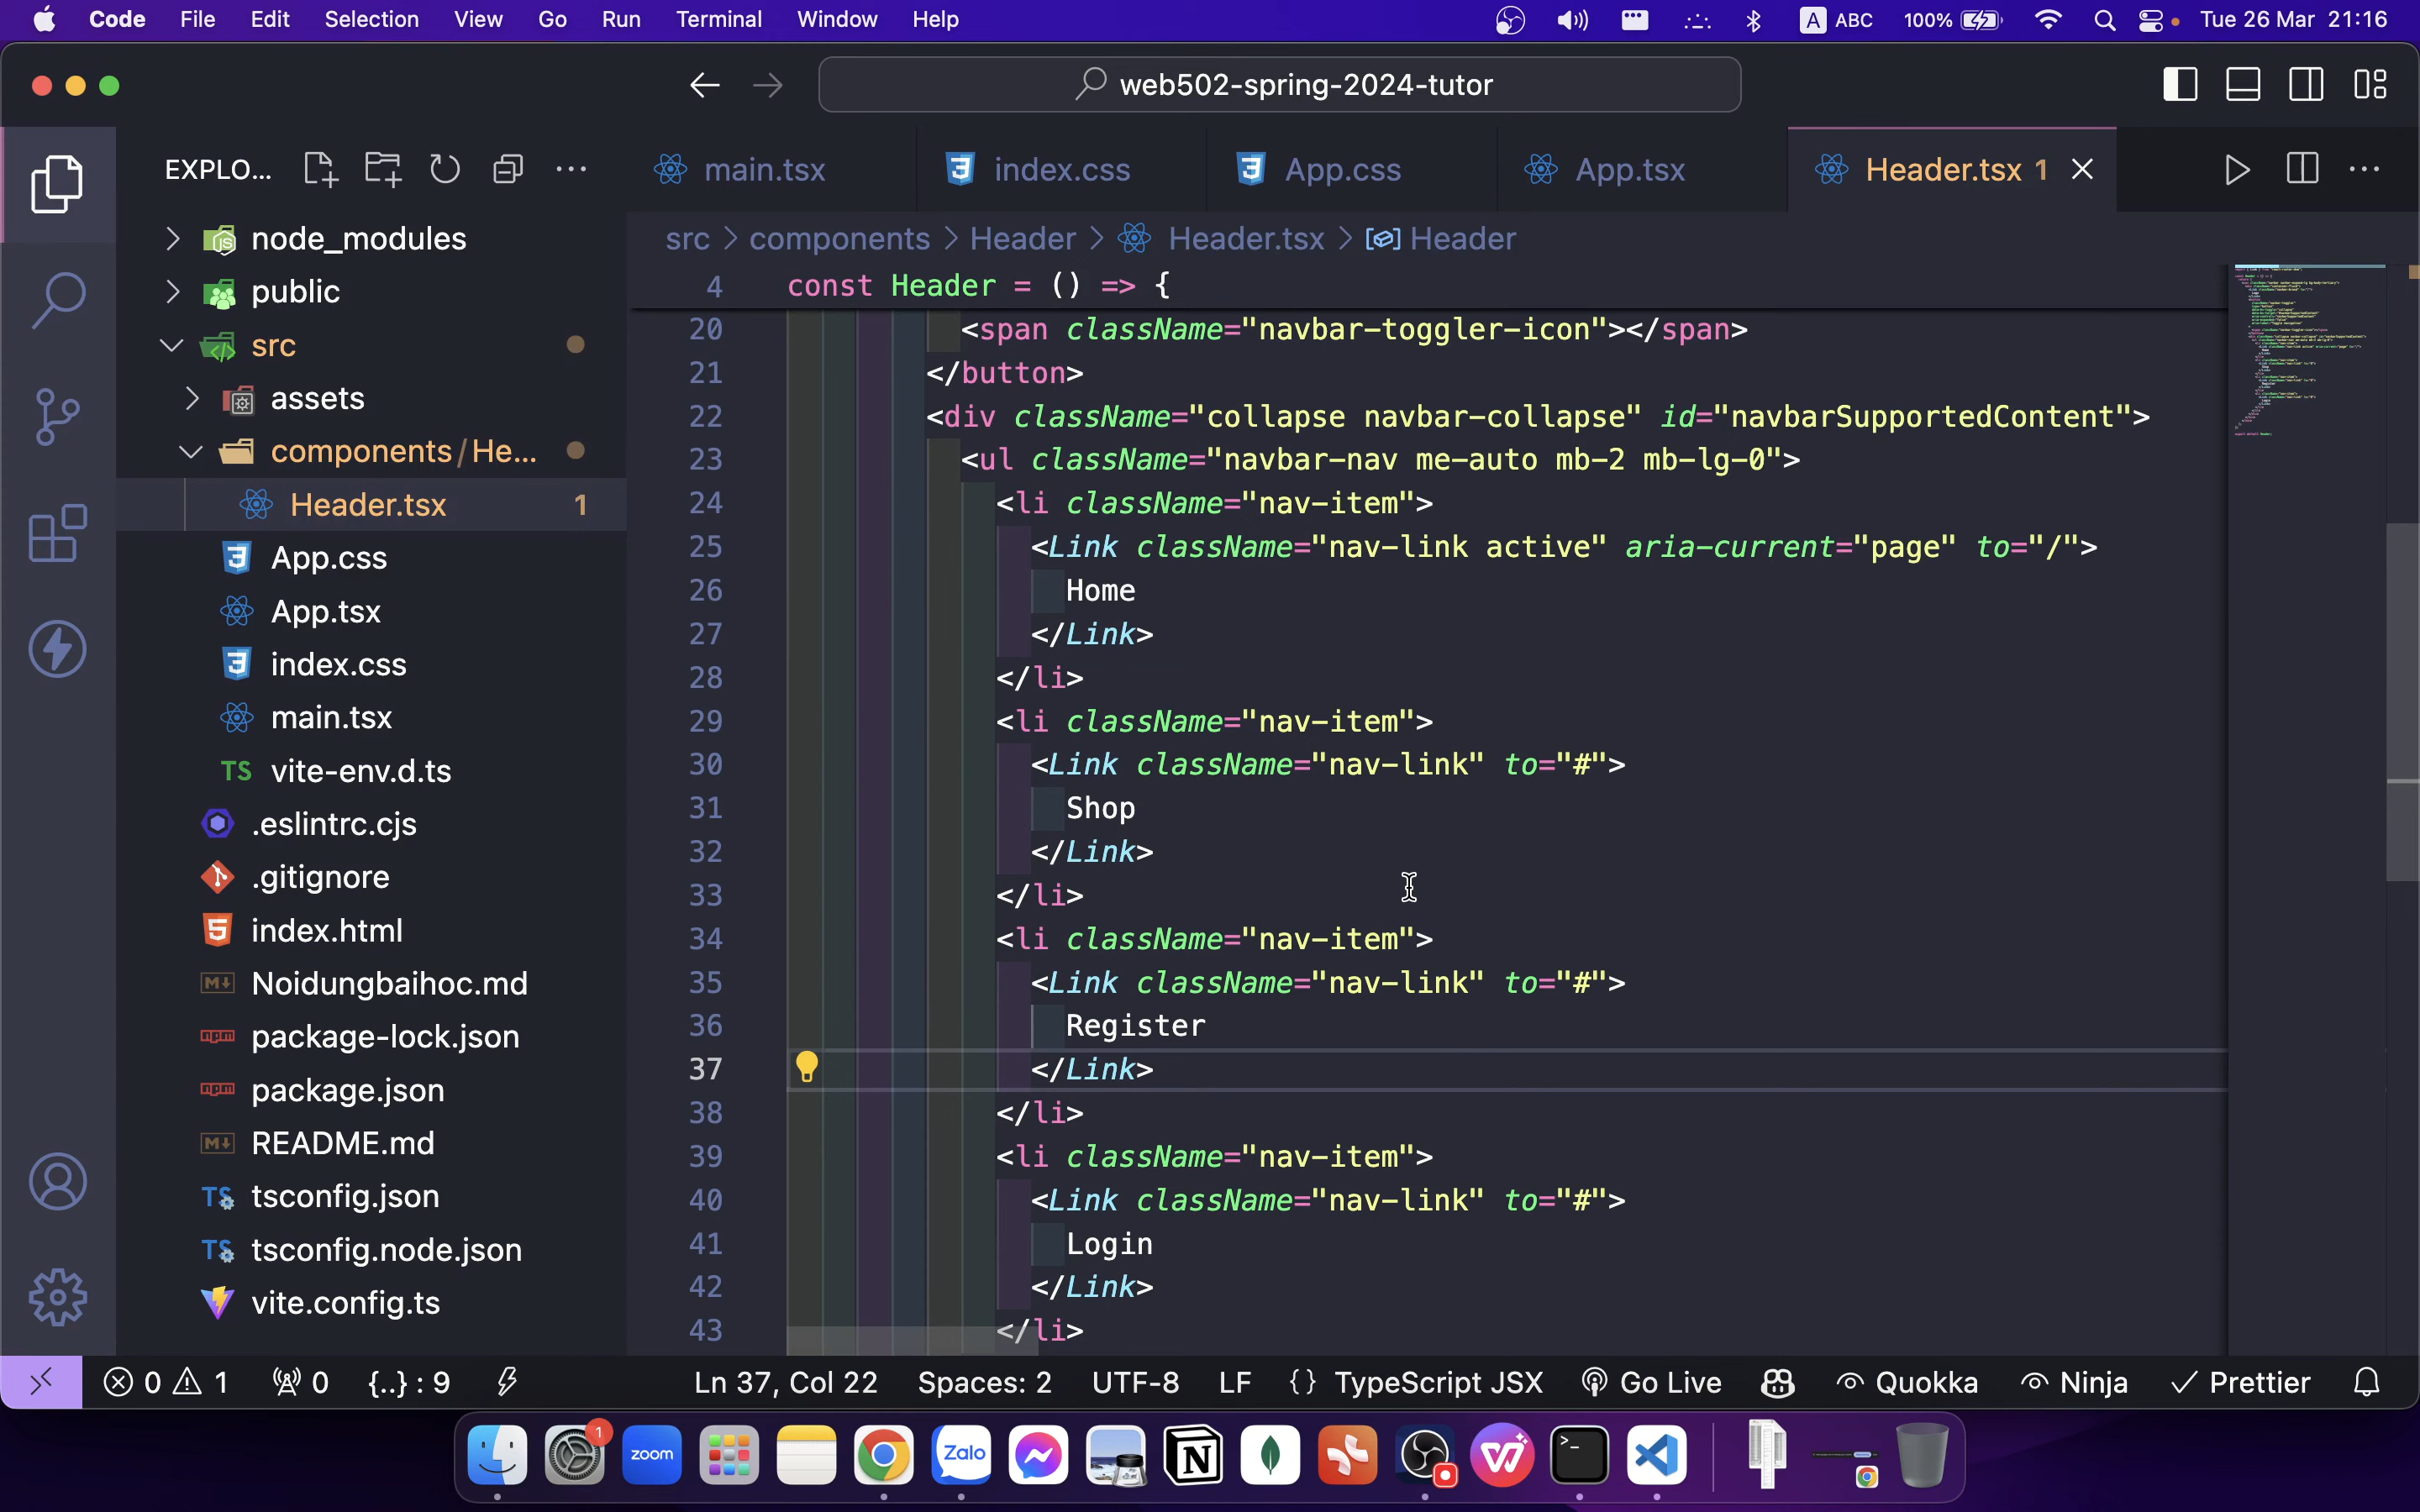 Code File Edit Selection View Go Run Terminal Window Help A ABC 100% Tue 26 Mar 21:16
web502-spring-2024-tutor
EXPLO...
main.tsx index.css App.css App.tsx Header.tsx 1
node_modules
public
src
assets
components/He...
Header.tsx 1
App.css
App.tsx
index.css
main.tsx
TS vite-env.d.ts
.eslintrc.cjs
.gitignore
index.html
Noidungbaihoc.md
package-lock.json
package.json
README.md
TS tsconfig.json
TS tsconfig.node.json
vite.config.ts
src > components > Header > Header.tsx > Header
4 const Header = () => {
20 <span className="navbar-toggler-icon"></span>
21 </button>
22 <div className="collapse navbar-collapse" id="navbarSupportedContent">
23 <ul className="navbar-nav me-auto mb-2 mb-lg-0">
24 <li className="nav-item">
25 <Link className="nav-link active" aria-current="page" to="/">
26 Home
27 </Link>
28 </li>
29 <li className="nav-item">
30 <Link className="nav-link" to="#">
31 Shop
32 </Link>
33 </li>
34 <li className="nav-item">
35 <Link className="nav-link" to="#">
36 Register
37 </Link>
38 </li>
39 <li className="nav-item">
40 <Link className="nav-link" to="#">
41 Login
42 </Link>
43 </li>
0 1 0 {..} : 9 Ln 37, Col 22 Spaces: 2 UTF-8 LF {} TypeScript JSX Go Live Quokka Ninja Prettier
1 zoom Zalo